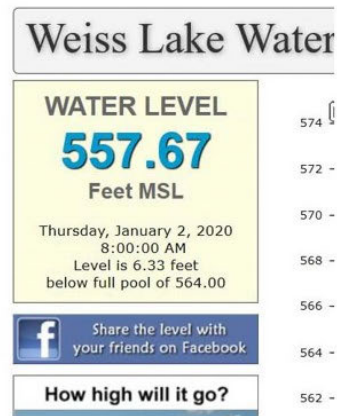 Weiss Lake Water
WATER LEVEL
557.67
Feet MSL
Thursday, January 2, 2020
8:00:00 AM
Level is 6.33 feet
below full pool of 564.00
Share the level with
your friends on Facebook
How high will it go?
574
572
570
568
566
564
562